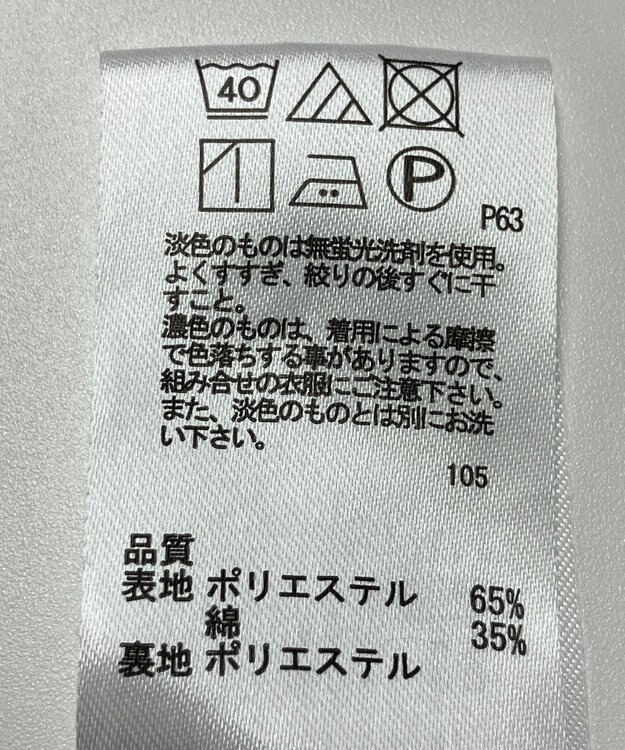 40
P
P63
淡色のものは無蛍光洗剤を使用。
よくすすぎ、絞りの後すぐに干
すこと。
濃色のものは、着用による摩擦
で色落ちする事がありますので、
組み合せの衣服にご注意下さい。
また、淡色のものとは別にお洗
い下さい。
105
品質
表地 ポリエステル 65%
綿 35%
裏地 ポリエステル